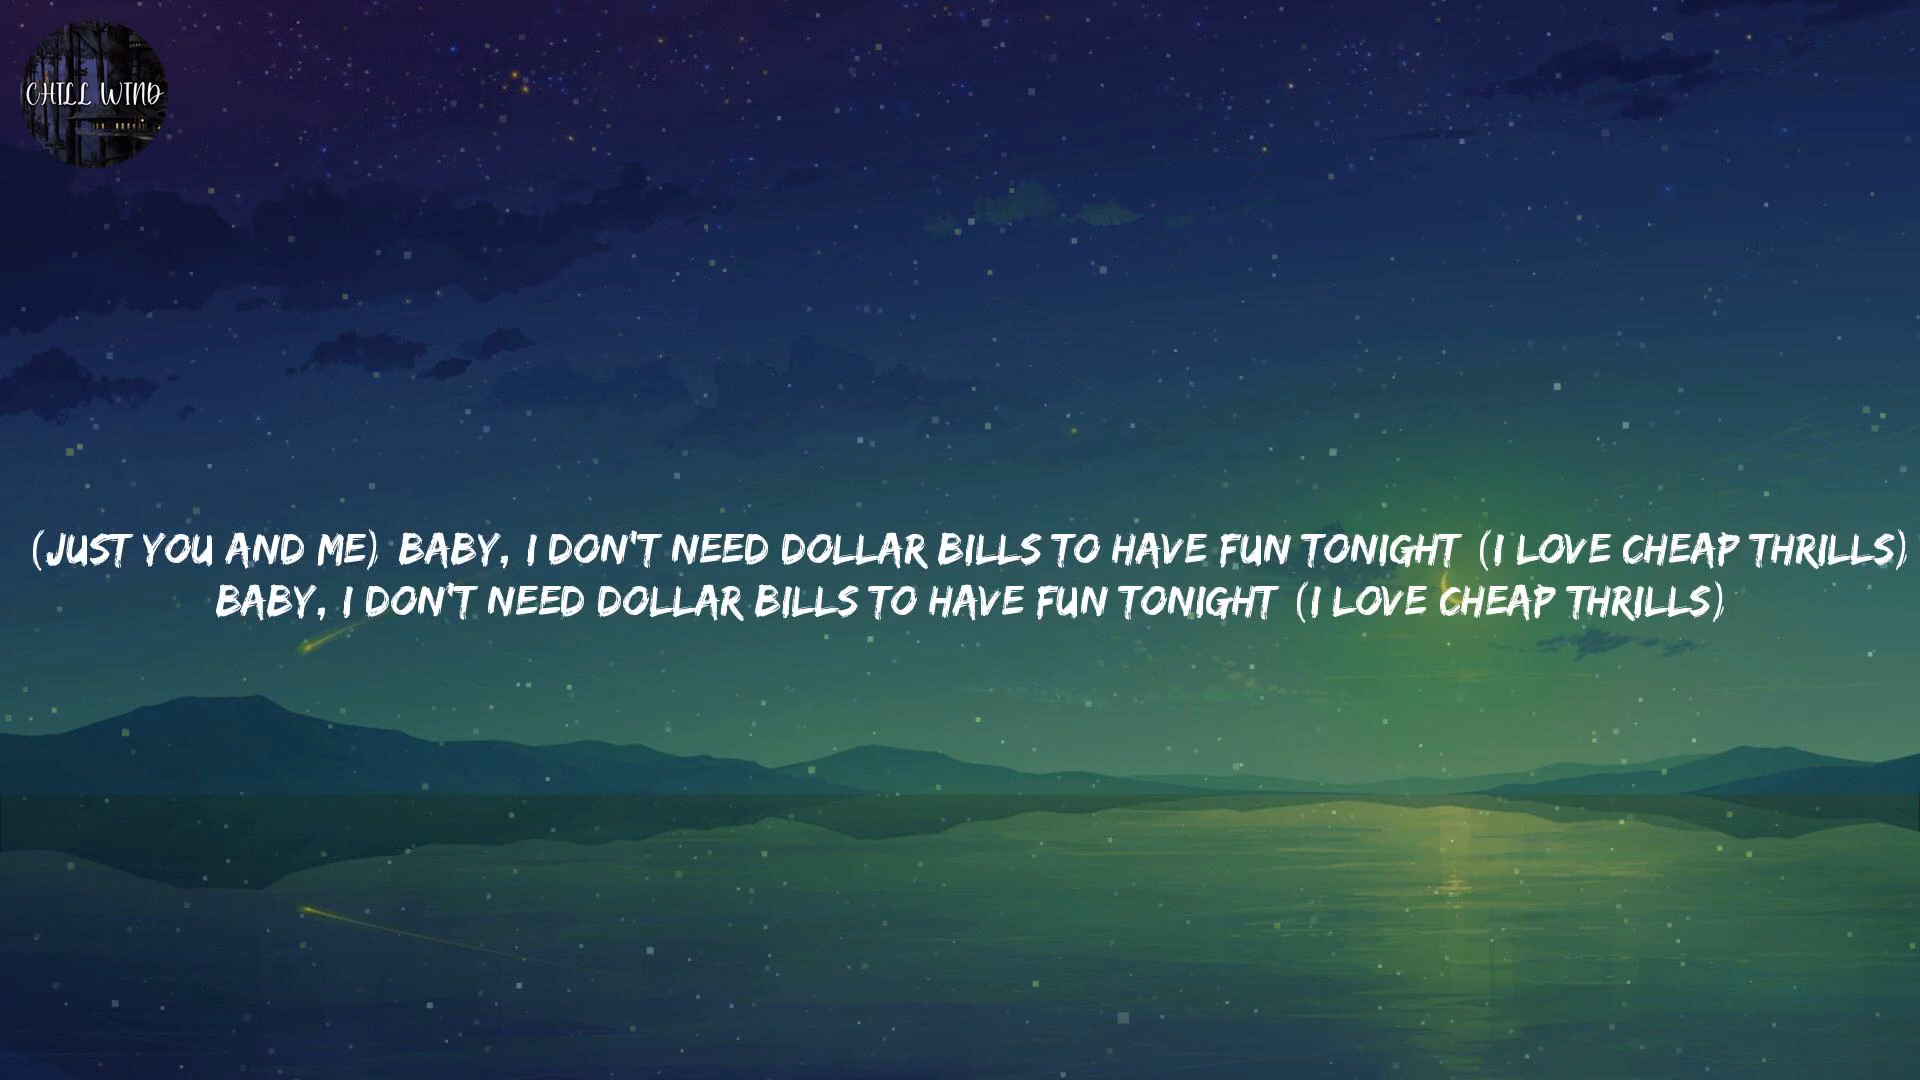 CHILL WIND
(JUST YOU AND ME) BABY, I DON'T NEED DOLLAR BILLS TO HAVE FUN TONIGHT (I LOVE CHEAP THRILLS)
BABY, I DON'T NEED DOLLAR BILLS TO HAVE FUN TONIGHT (I LOVE CHEAP THRILLS)